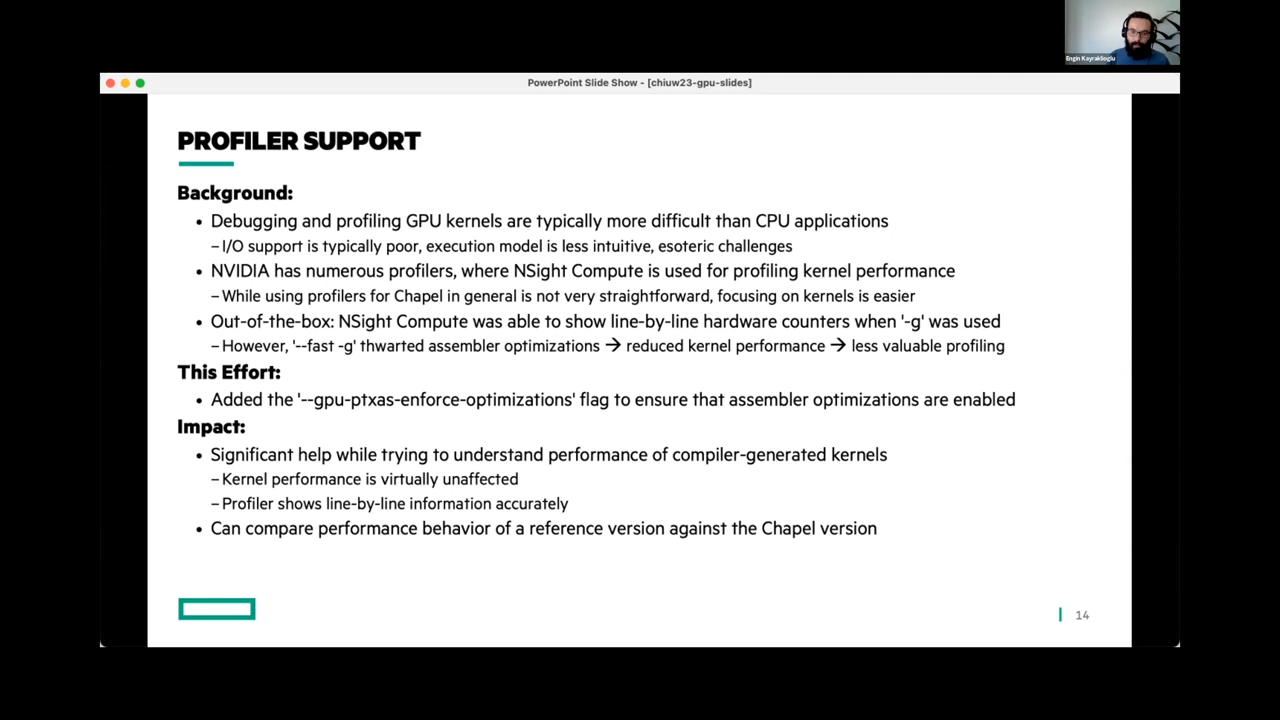 Engin Kayraklioglu
PowerPoint Slide Show - [chiuw23-gpu-slides]
PROFILER SUPPORT
Background:
• Debugging and profiling GPU kernels are typically more difficult than CPU applications
– I/O support is typically poor, execution model is less intuitive, esoteric challenges
• NVIDIA has numerous profilers, where NSight Compute is used for profiling kernel performance
– While using profilers for Chapel in general is not very straightforward, focusing on kernels is easier
• Out-of-the-box: NSight Compute was able to show line-by-line hardware counters when '-g' was used
– However, '--fast -g' thwarted assembler optimizations → reduced kernel performance → less valuable profiling
This Effort:
• Added the '--gpu-ptxas-enforce-optimizations' flag to ensure that assembler optimizations are enabled
Impact:
• Significant help while trying to understand performance of compiler-generated kernels
– Kernel performance is virtually unaffected
– Profiler shows line-by-line information accurately
• Can compare performance behavior of a reference version against the Chapel version
14